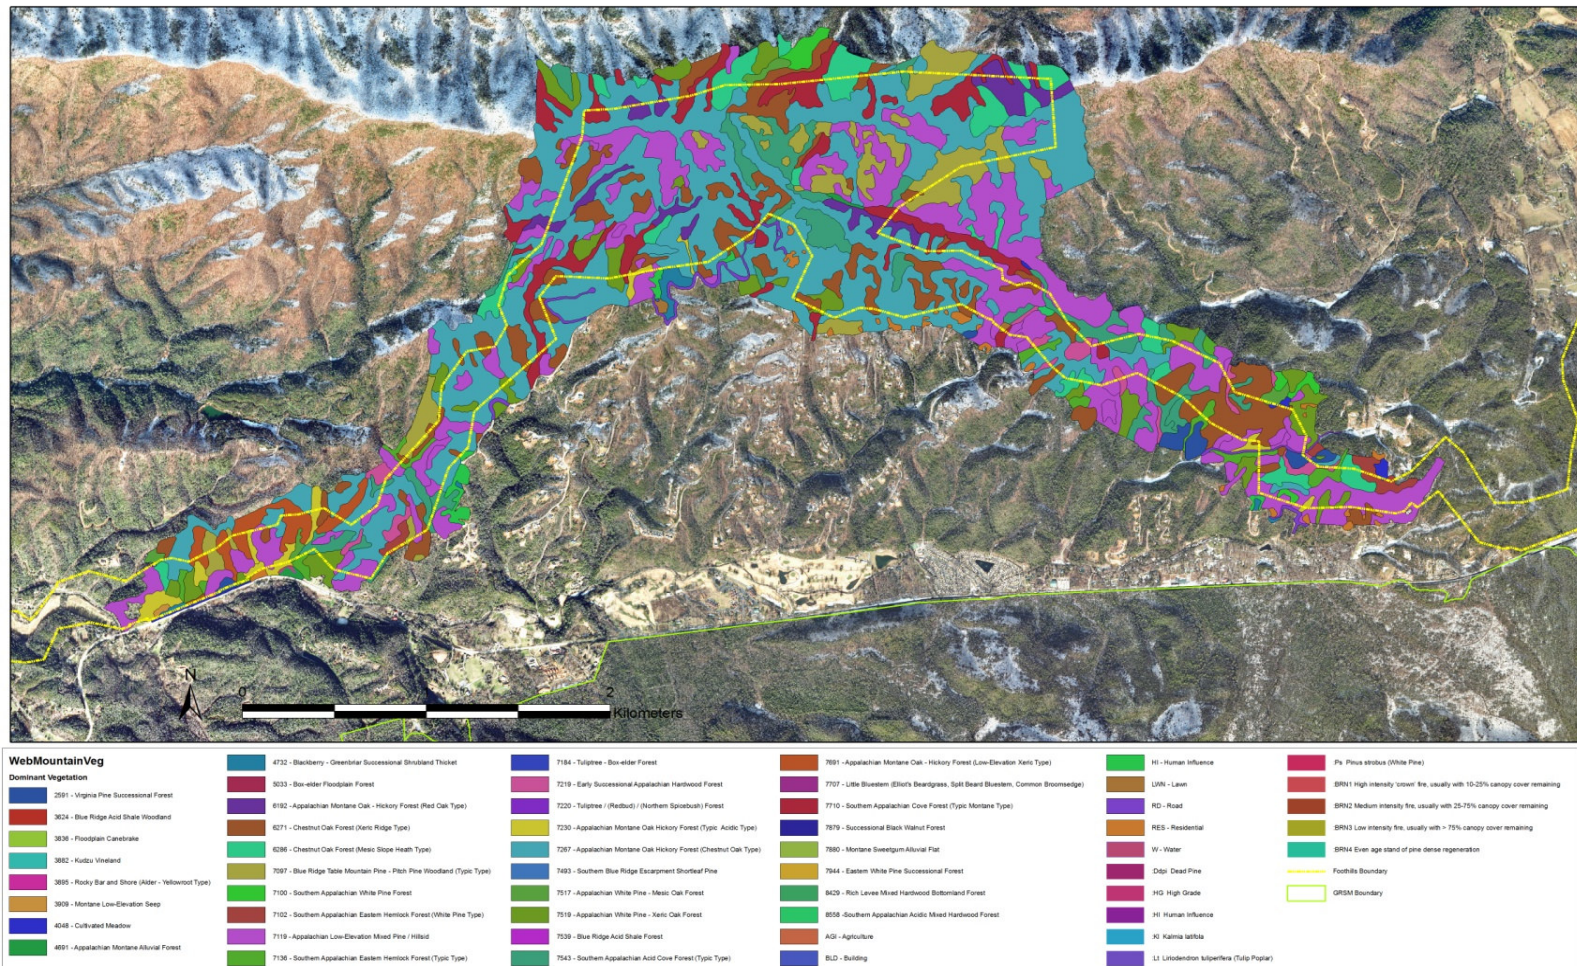 N
0
2
Kilometers
WebMountainVeg
Dominant Vegetation
2591 - Virginia Pine Successional Forest
3624 - Blue Ridge Acid Shale Woodland
3836 - Floodplain Canebrake
3882 - Kudzu Vineland
3895 - Rocky Bar and Shore (Alder - Yellowroot Type)
3909 - Montane Low-Elevation Seep
4048 - Cultivated Meadow
4691 - Appalachian Montane Alluvial Forest
4732 - Blackberry - Greenbriar Successional Shrubland Thicket
5033 - Box-elder Floodplain Forest
6192 -Appalachian Montane Oak - Hickory Forest (Red Oak Type)
6271 - Chestnut Oak Forest (Xeric Ridge Type)
6286 - Chestnut Oak Forest (Mesic Slope Heath Type)
7097 - Blue Ridge Table Mountain Pine - Pitch Pine Woodland (Typic Type)
7100 - Southern Appalachian White Pine Forest
7102 - Southern Appalachian Eastern Hemlock Forest (White Pine Type)
7119 - Appalachian Low-Elevation Mixed Pine / Hillsid
7136 - Southern Appalachian Eastern Hemlock Forest (Typic Type)
7184 - Tuliptree - Box-elder Forest
7219 - Early Successional Appalachian Hardwood Forest
7220 - Tuliptree / (Redbud) / (Northern Spicebush) Forest
7230 - Appalachian Montane Oak Hickory Forest (Typic Acidic Type)
7267 - Appalachian Montane Oak Hickory Forest (Chestnut Oak Type)
7493 - Southern Blue Ridge Escarpment Shortleaf Pine
7517 - Appalachian White Pine - Mesic Oak Forest
7519 - Appalachian White Pine - Xeric Oak Forest
7539 - Blue Ridge Acid Shale Forest
7543 - Southern Appalachian Acid Cove Forest (Typic Type)
7691 - Appalachian Montane Oak - Hickory Forest (Low-Elevation Xeric Type)
7707 - Little Bluestem (Elliot's Beardgrass, Split Beard Bluestem, Common Broomsedge)
7710 - Southern Appalachian Cove Forest (Typic Montane Type)
7879 - Successional Black Walnut Forest
7880 - Montane Sweetgum Alluvial Flat
7944 - Eastern White Pine Successional Forest
8429 - Rich Levee Mixed Hardwood Bottomland Forest
8558 -Southern Appalachian Acidic Mixed Hardwood Forest
AGI - Agriculture
BLD - Building
HI - Human Influence
LWN - Lawn
RD - Road
RES - Residential
W - Water
:Ddpi Dead Pine
:HG High Grade
:HI Human Influence
:Kl Kalmia latifola
:Lt Liriodendron tuliperifera (Tulip Poplar)
:Ps Pinus strobus (White Pine)
:BRN1 High intensity 'crown' fire, usually with 10-25% canopy cover remaining
:BRN2 Medium intensity fire, usually with 25-75% canopy cover remaining
:BRN3 Low intensity fire, usually with > 75% canopy cover remaining
:BRN4 Even age stand of pine dense regeneration
Foothills Boundary
GRSM Boundary